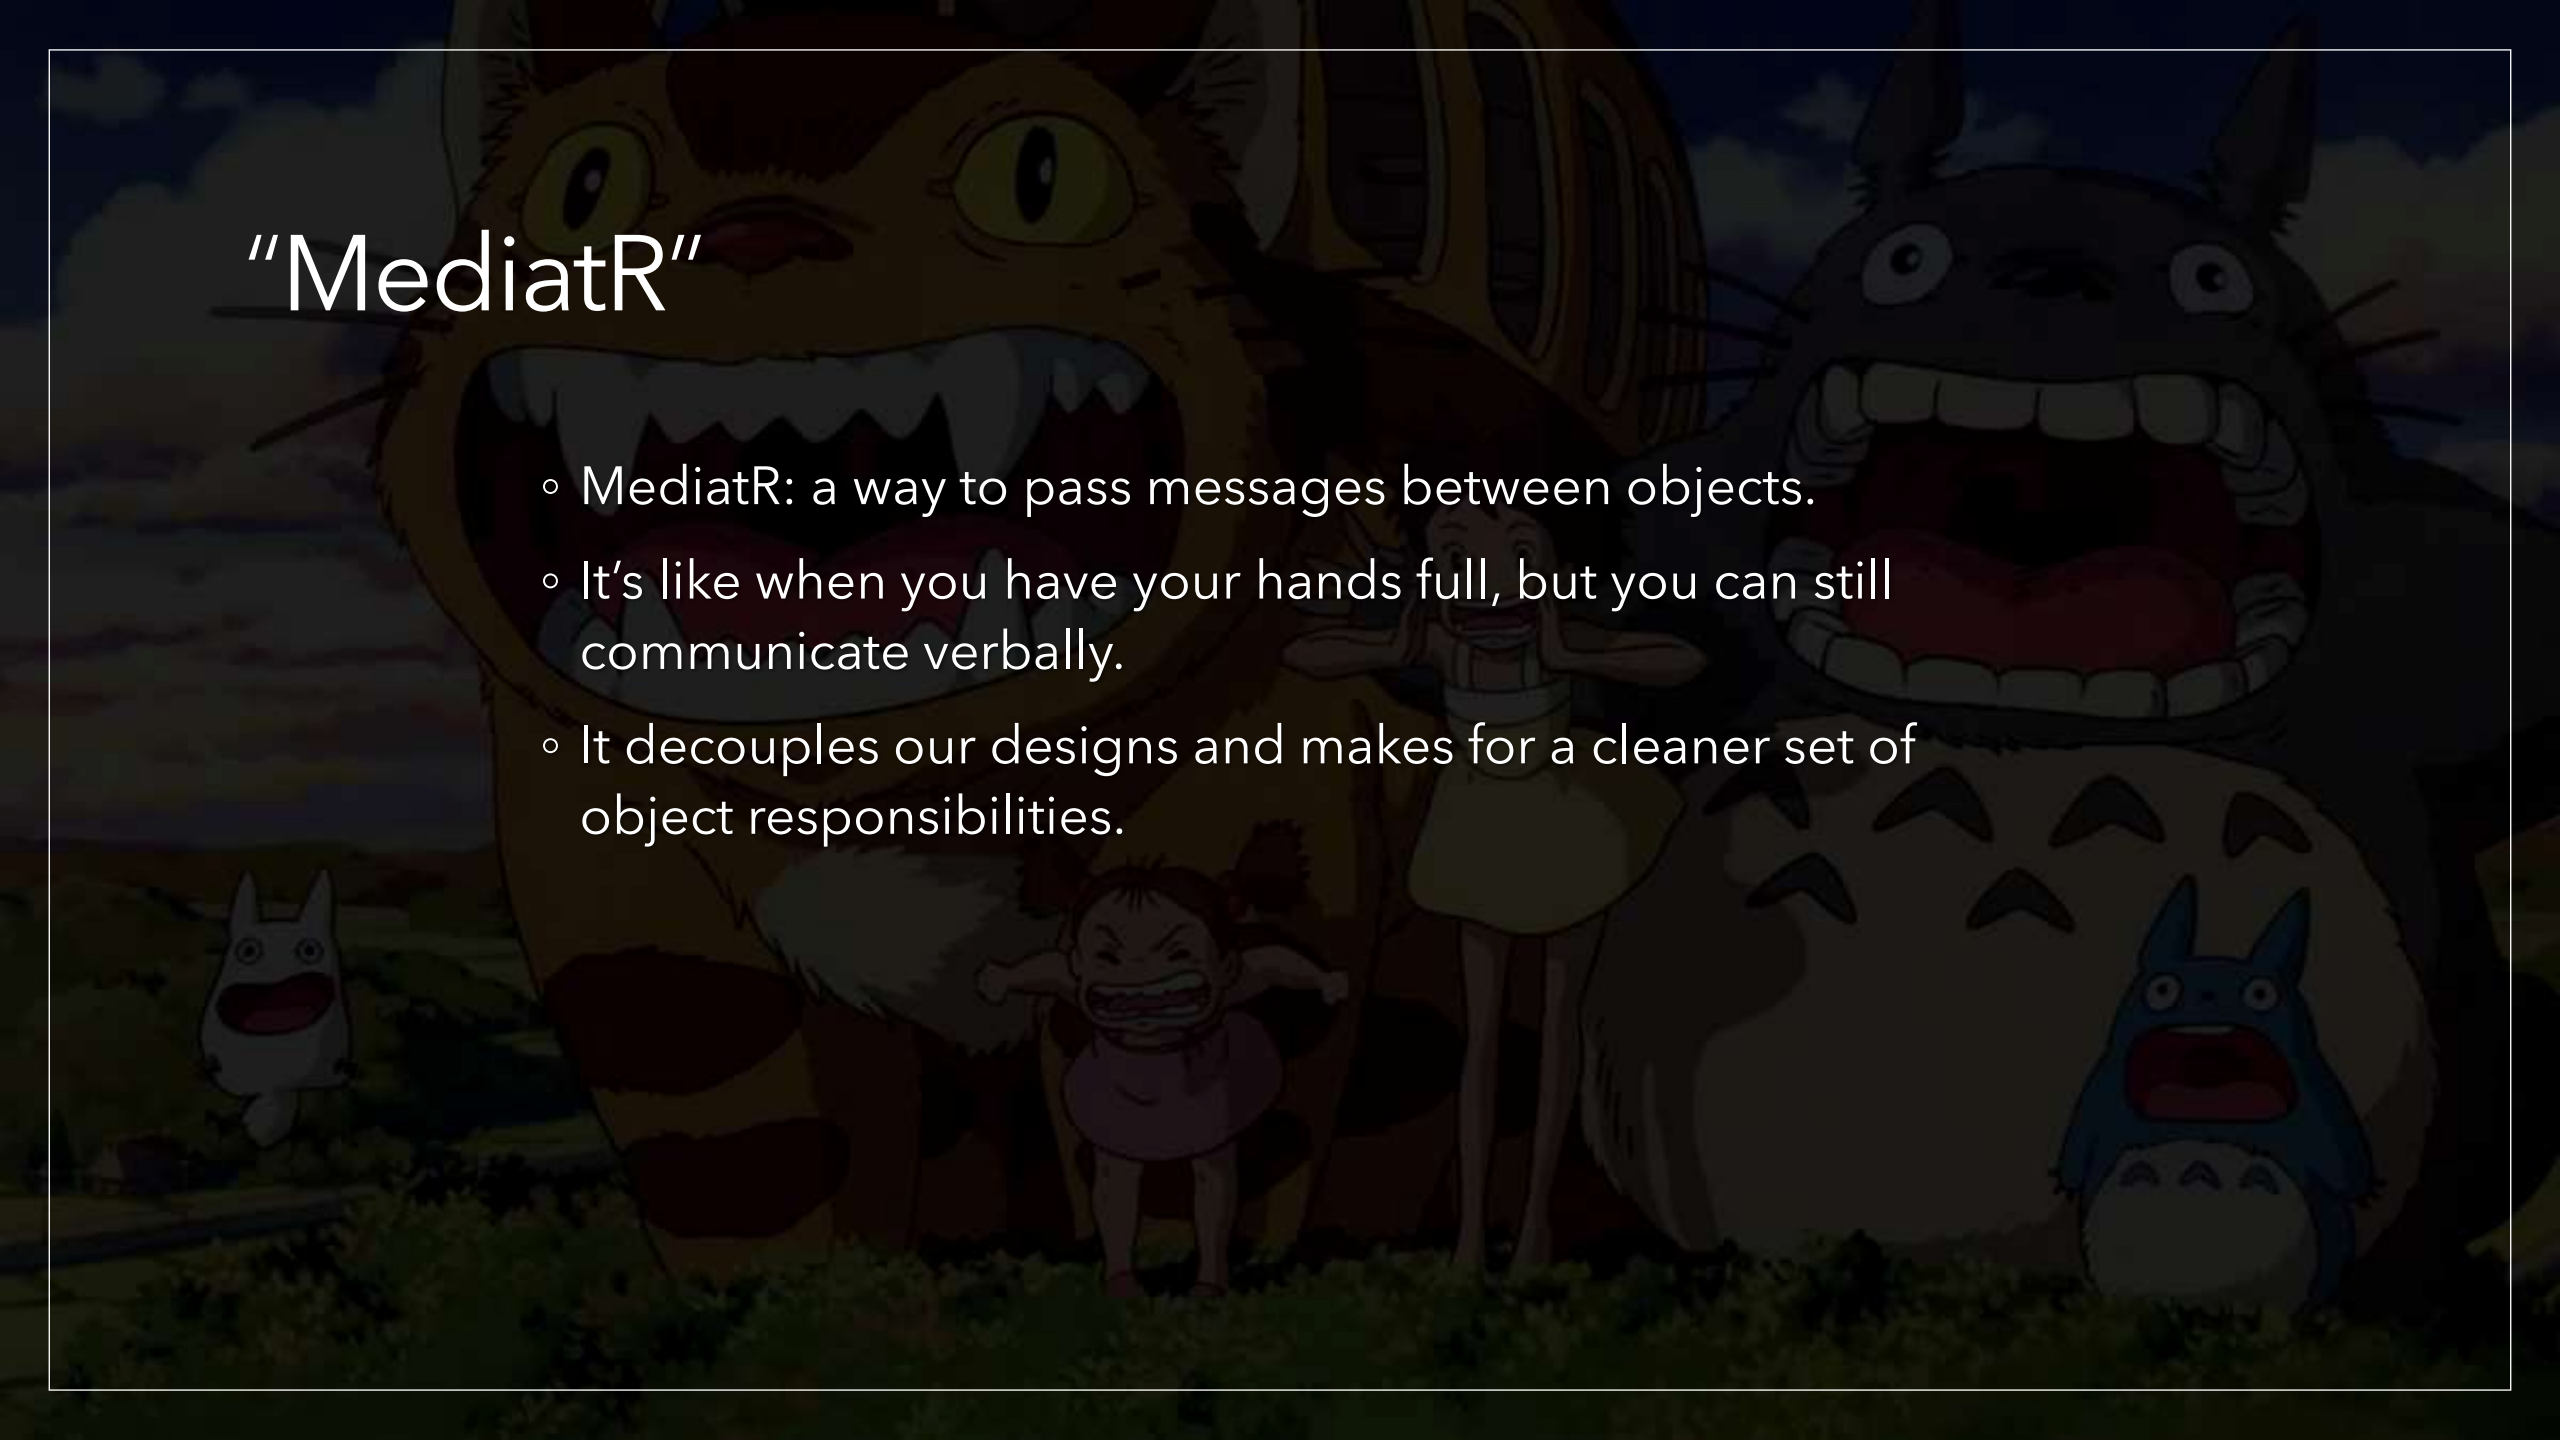 “MediatR”
◦ MediatR: a way to pass messages between objects.
◦ It’s like when you have your hands full, but you can still
communicate verbally.
◦ It decouples our designs and makes for a cleaner set of
object responsibilities.